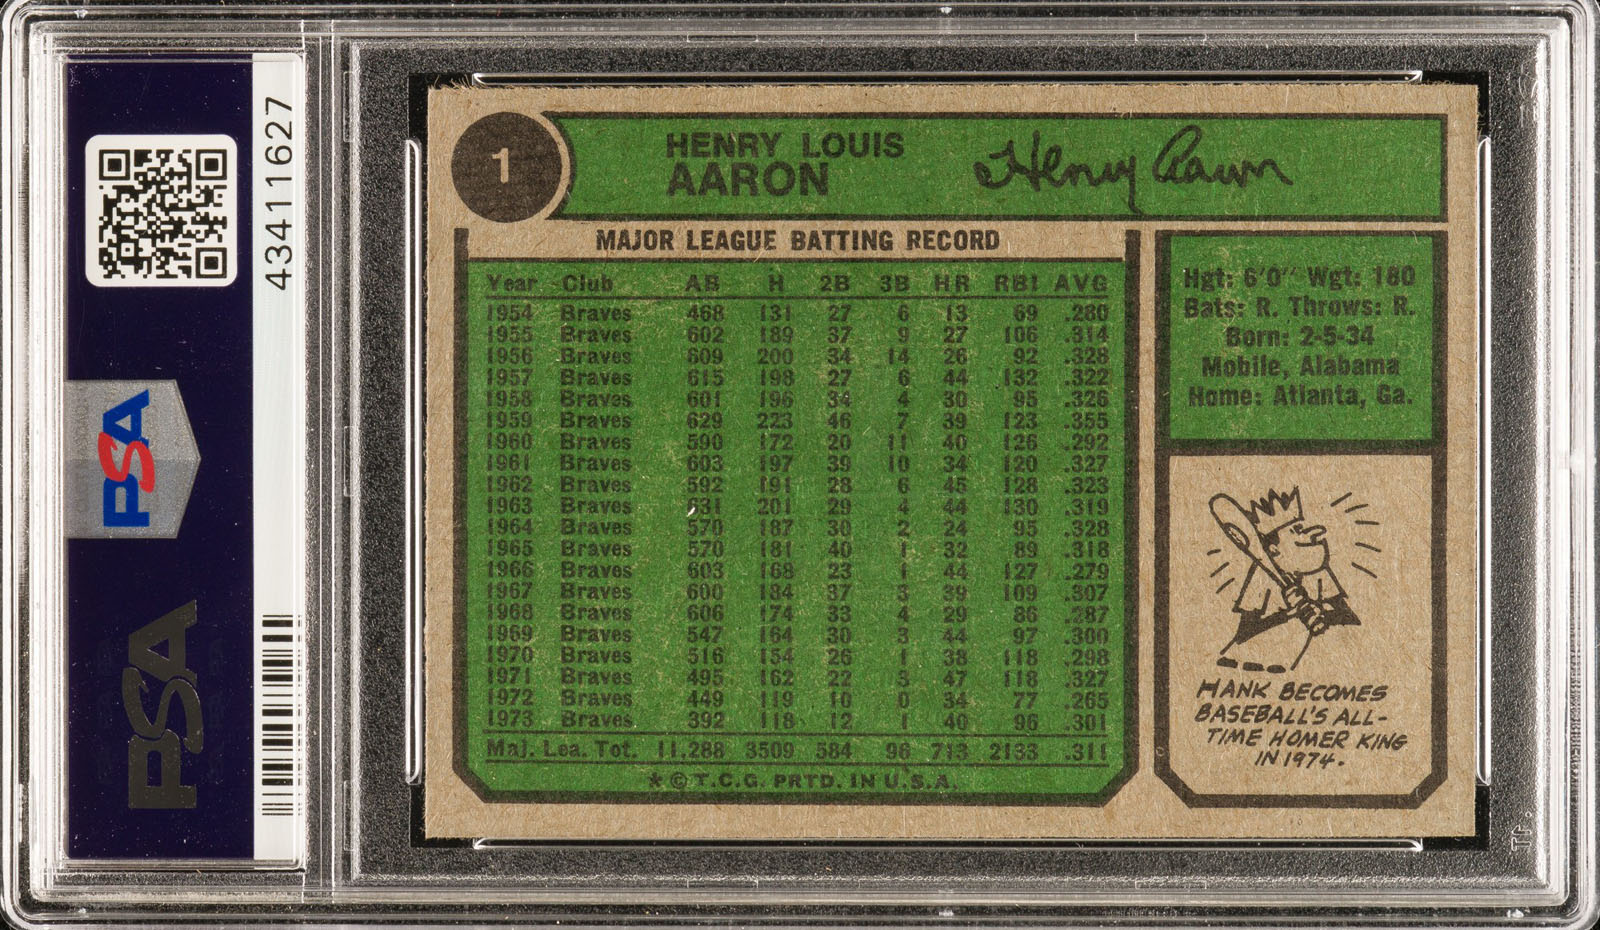 43411627
PSA
PSA
1
HENRY LOUIS
AARON
Henry Aaron
MAJOR LEAGUE BATTING RECORD
Year Club AB H 2B 3B HR RBI AVG
1954 Braves 468 131 27 6 13 69 .280
1955 Braves 602 189 37 9 27 106 .314
1956 Braves 609 200 34 14 26 92 .328
1957 Braves 615 198 27 6 44 132 .322
1958 Braves 601 196 34 4 30 95 .326
1959 Braves 629 223 46 7 39 123 .355
1960 Braves 590 172 20 11 40 126 .292
1961 Braves 603 197 39 10 34 120 .327
1962 Braves 592 191 28 6 45 128 .323
1963 Braves 631 201 29 4 44 130 .319
1964 Braves 570 187 30 2 24 95 .328
1965 Braves 570 181 40 1 32 89 .318
1966 Braves 603 168 23 1 44 127 .279
1967 Braves 600 184 37 3 39 109 .307
1968 Braves 606 174 33 4 29 86 .287
1969 Braves 547 164 30 3 44 97 .300
1970 Braves 516 154 26 1 38 118 .298
1971 Braves 495 162 22 3 47 118 .327
1972 Braves 449 119 10 0 34 77 .265
1973 Braves 392 118 12 1 40 96 .301
Maj. Lea. Tot. 11.288 3509 584 96 713 2133 .311
* © T.C.G. PRTD. IN U.S.A.
Hgt: 6'0" Wgt: 180
Bats: R. Throws: R.
Born: 2-5-34
Mobile, Alabama
Home: Atlanta, Ga.
HANK BECOMES
BASEBALL'S ALL-
TIME HOMER KING
IN 1974.